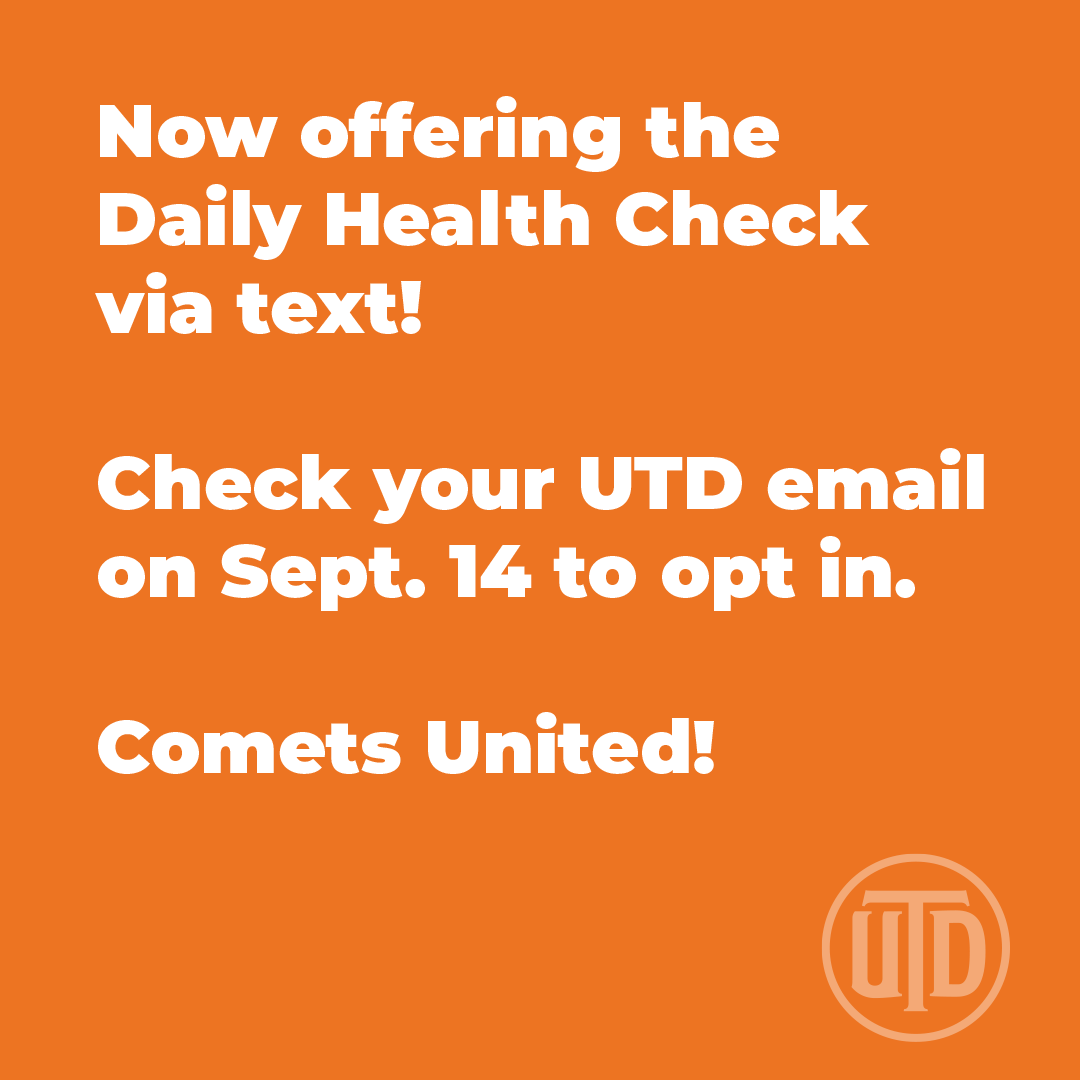 Now offering the
Daily Health Check
via text!
Check your UTD email
on Sept. 14 to opt in.
Comets United!
UTD